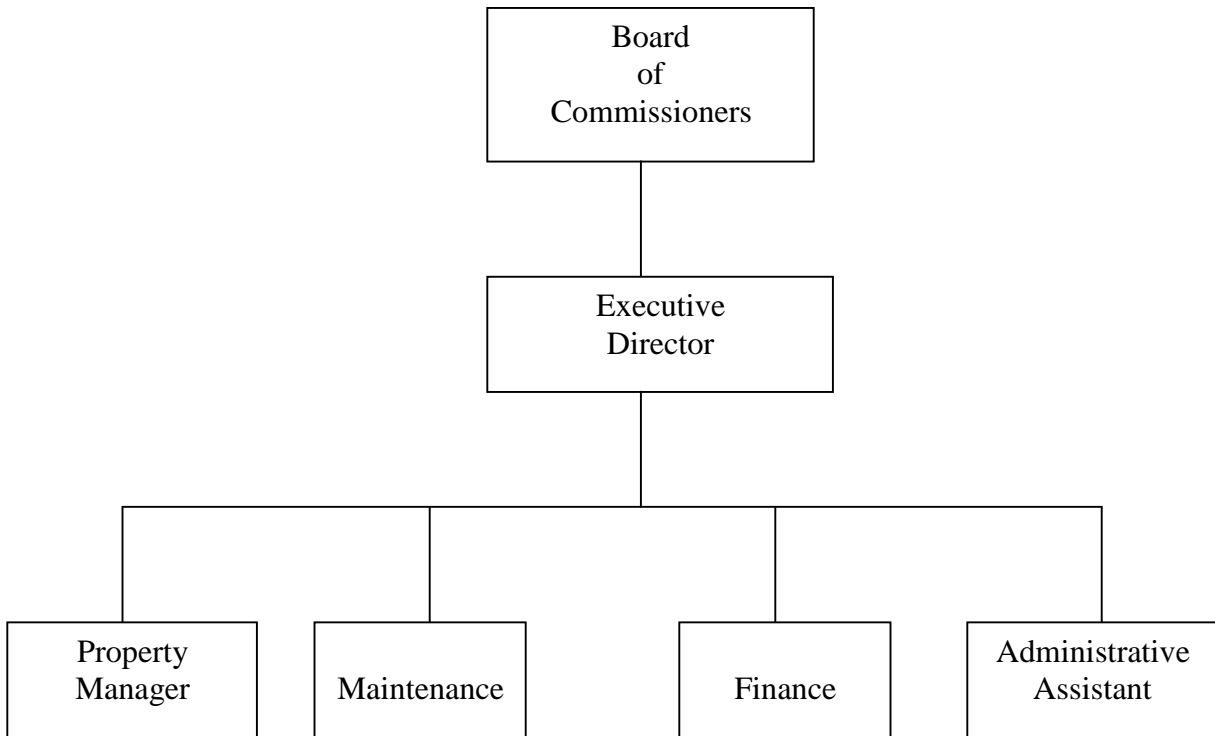 Board
of
Commissioners
Executive
Director
Property
Manager
Maintenance
Finance
Administrative
Assistant